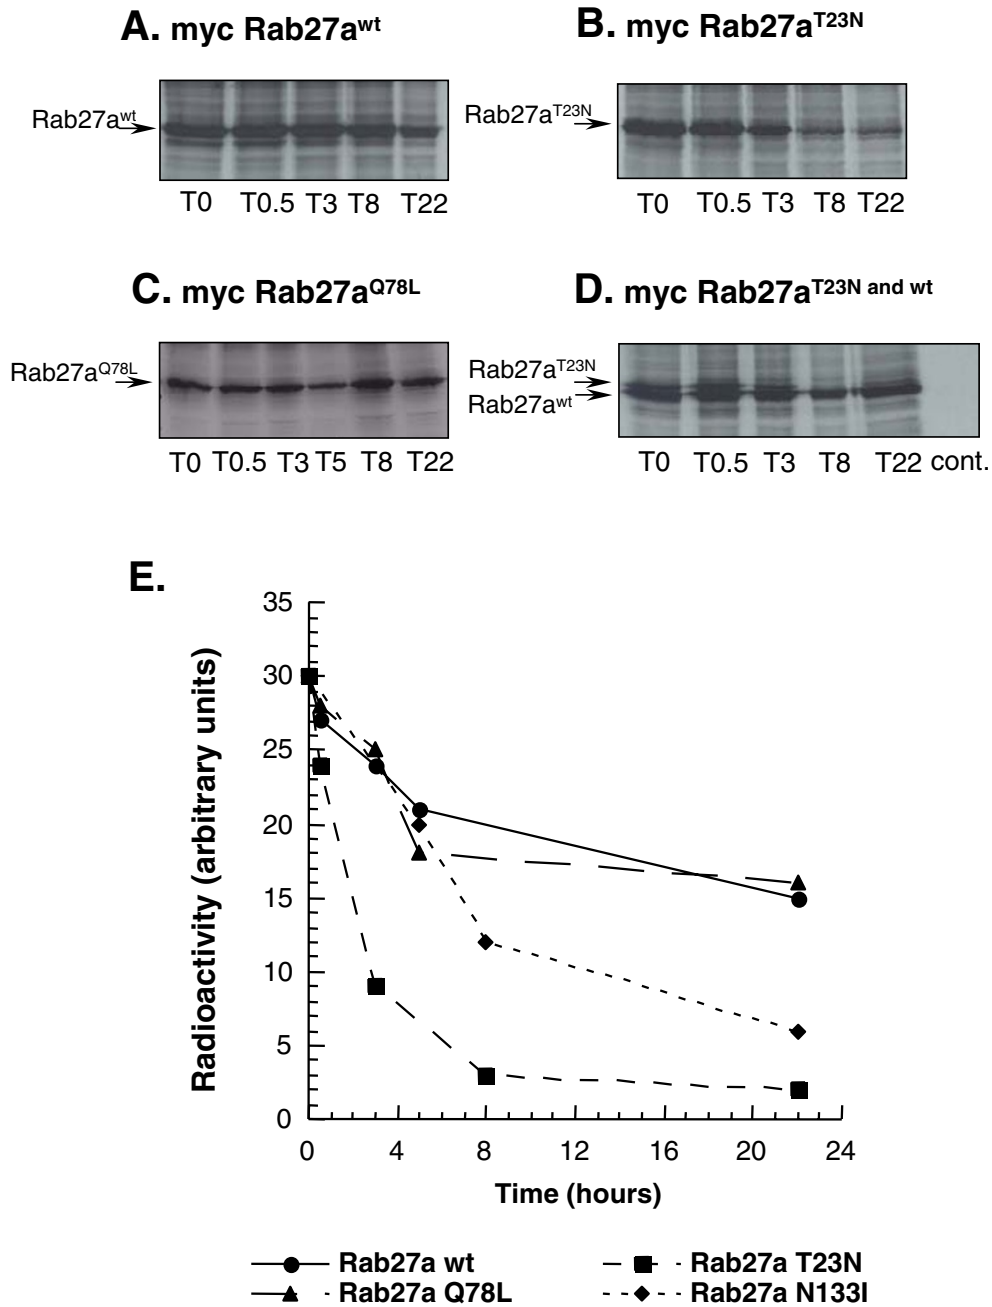 A. myc Rab27a^wt
Rab27a^wt
T0 T0.5 T3 T8 T22
B. myc Rab27a^T23N
Rab27a^T23N
T0 T0.5 T3 T8 T22
C. myc Rab27a^Q78L
Rab27a^Q78L
T0 T0.5 T3 T5 T8 T22
D. myc Rab27a^T23N and wt
Rab27a^T23N
Rab27a^wt
T0 T0.5 T3 T8 T22 cont.
E.
Radioactivity (arbitrary units)
35
30
25
20
15
10
5
0
0 4 8 12 16 20 24
Time (hours)
Rab27a wt
Rab27a T23N
Rab27a Q78L
Rab27a N133I